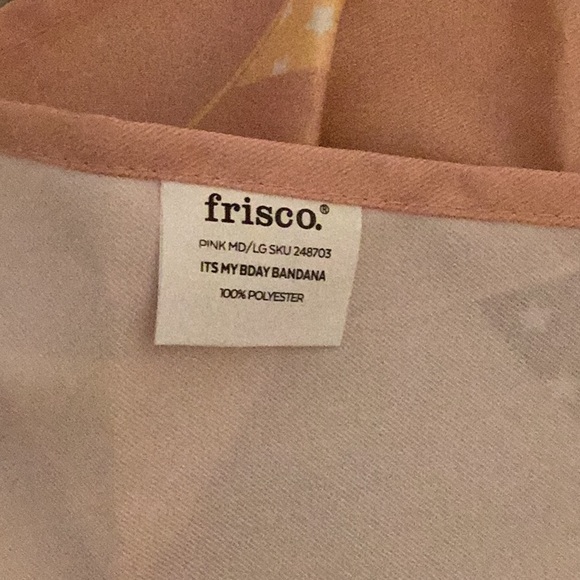 frisco.®
PINK MD/LG SKU 248703
ITS MY BDAY BANDANA
100% POLYESTER